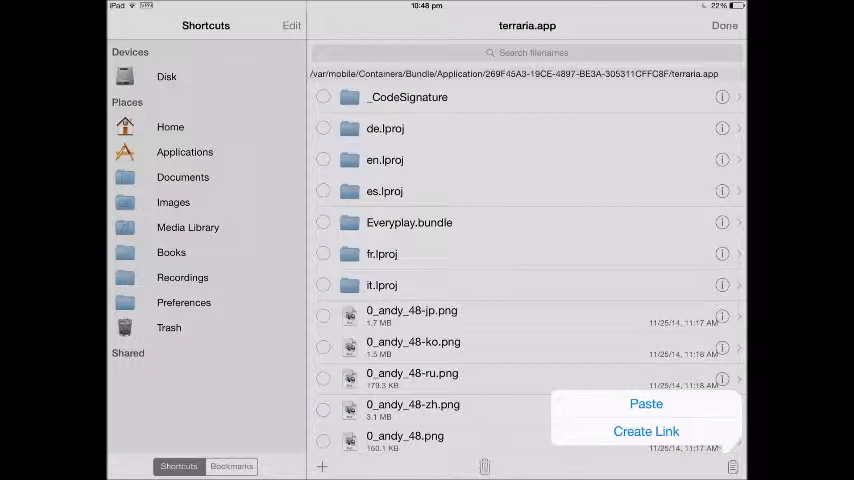 iPad VPN 10:48 pm 22%
Shortcuts Edit
terraria.app Done
Search filenames
/var/mobile/Containers/Bundle/Application/269F45A3-19CE-4897-BE3A-305311CFFC8F/terraria.app
Devices
Disk
Places
Home
Applications
Documents
Images
Media Library
Books
Recordings
Preferences
Trash
Shared
Shortcuts Bookmarks
_CodeSignature
de.lproj
en.lproj
es.lproj
Everyplay.bundle
fr.lproj
it.lproj
0_andy_48-jp.png
1.7 MB 11/25/14, 11:17 AM
0_andy_48-ko.png
1.5 MB 11/25/14, 11:18 AM
0_andy_48-ru.png
179.3 KB 11/25/14, 11:18 AM
0_andy_48-zh.png
3.1 MB
0_andy_48.png
160.1 KB 11/25/14, 11:17 AM
Paste
Create Link